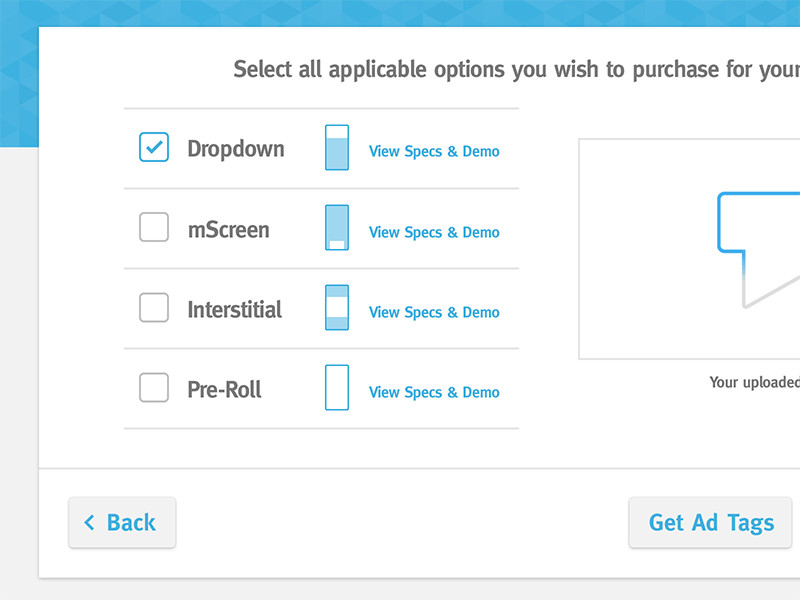 Select all applicable options you wish to purchase for your
Dropdown View Specs & Demo
mScreen View Specs & Demo
Interstitial View Specs & Demo
Pre-Roll View Specs & Demo
Your uploaded
Back
Get Ad Tags